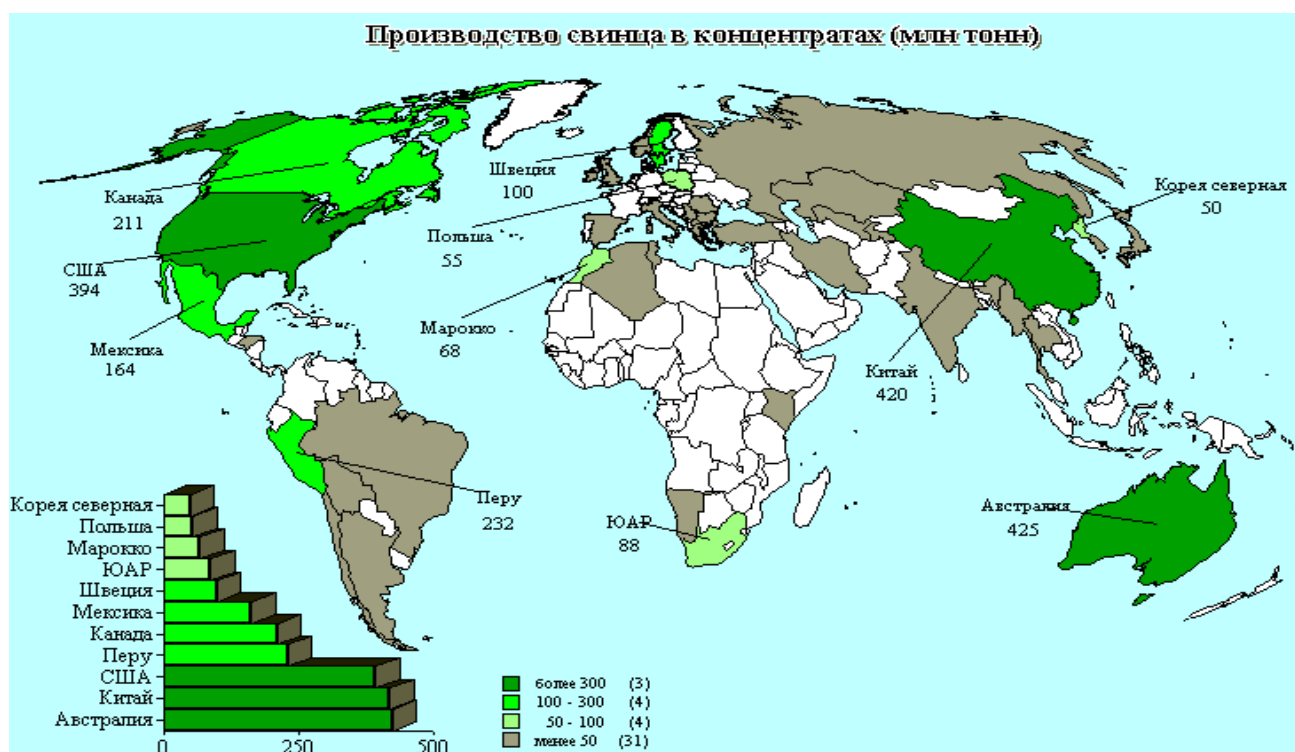 Производство свинца в концентратах (млн тонн)
Швеция
100
Корея северная
50
Канада
211
Польша
55
США
394
Марокко
68
Мексика
164
Китай
420
Перу
232
ЮАР
88
Австралия
425
Корея северная
Польша
Марокко
ЮАР
Швеция
Мексика
Канада
Перу
США
Китай
Австралия
0 250 500
более 300 (3)
100 - 300 (4)
50 - 100 (4)
менее 50 (31)